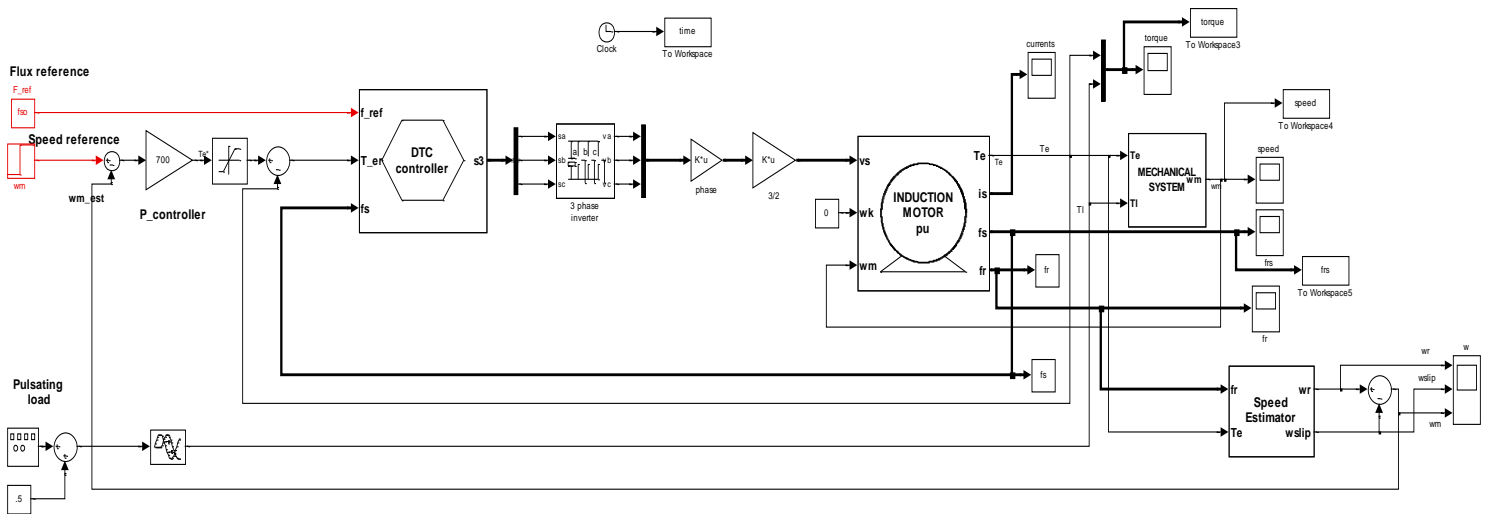 time
Clock
To Workspace
torque
To Workspace3
currents
torque
Flux reference
F_ref
fso
f_ref
speed
To Workspace4
Speed reference
wm
wm_est
700
Te*
P_controller
DTC
controller
T_er
s3
fs
sa
sb
sc
a
b
c
va
vb
vc
3 phase
inverter
K*u
phase
K*u
3/2
vs
0
wk
wm
INDUCTION
MOTOR
pu
Te
is
fs
fr
Te
Te
Tl
Te
MECHANICAL
SYSTEM
wm
Tl
wm
speed
frs
frs
To Workspace5
fr
fr
fs
Pulsating
load
.5
fr
Speed
Estimator
Te
wr
wslip
wr
wslip
wm
w